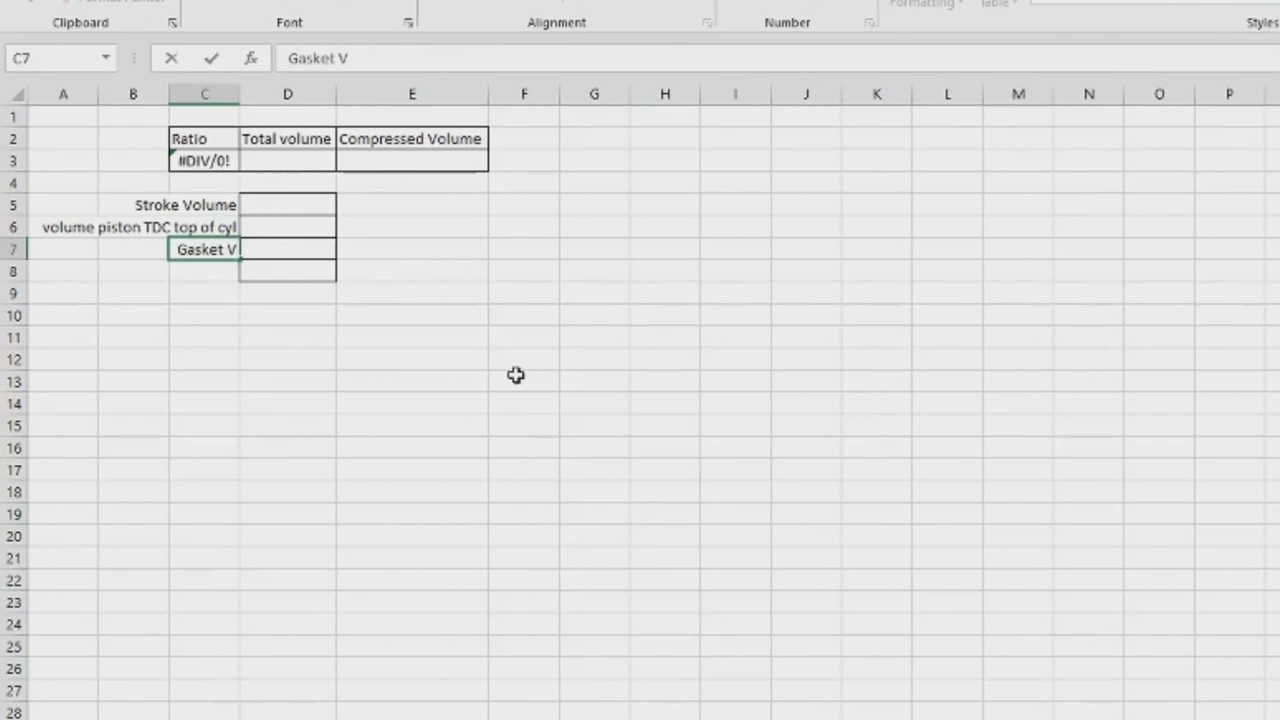 Formatting Table
Clipboard Font Alignment Number Styles
C7 fx Gasket V
A B C D E F G H I J K L M N O P
1
2 Ratio Total volume Compressed Volume
3 #DIV/0!
4
5 Stroke Volume
6 volume piston TDC top of cyl
7 Gasket V
8
9
10
11
12
13
14
15
16
17
18
19
20
21
22
23
24
25
26
27
28